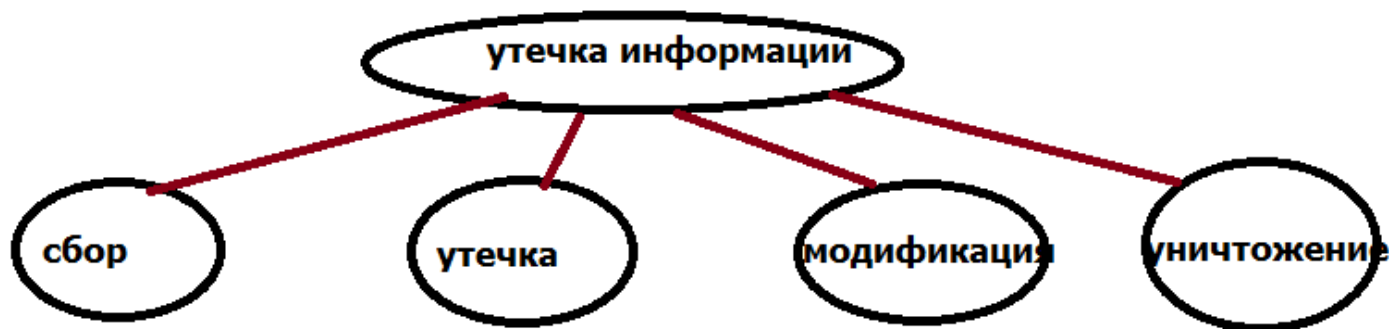 утечка информации
сбор
утечка
модификация
уничтожение